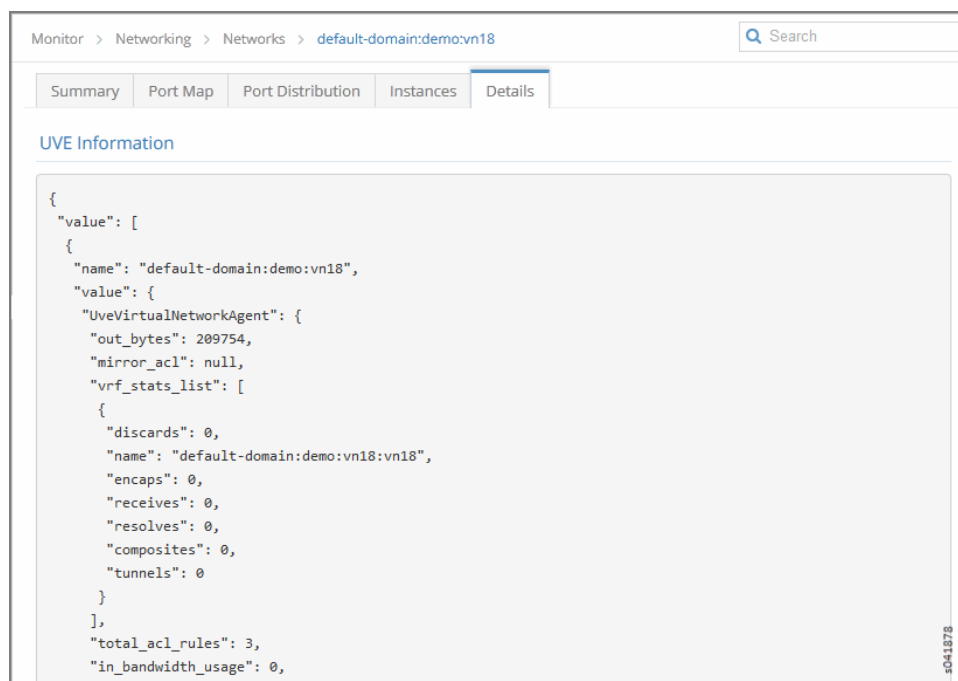 Monitor > Networking > Networks > default-domain:demo:vn18
Search
Summary Port Map Port Distribution Instances Details
UVE Information
{
"value": [
{
"name": "default-domain:demo:vn18",
"value": {
"UveVirtualNetworkAgent": {
"out_bytes": 209754,
"mirror_acl": null,
"vrf_stats_list": [
{
"discards": 0,
"name": "default-domain:demo:vn18:vn18",
"encaps": 0,
"receives": 0,
"resolves": 0,
"composites": 0,
"tunnels": 0
}
],
"total_acl_rules": 3,
"in_bandwidth_usage": 0,
s041878